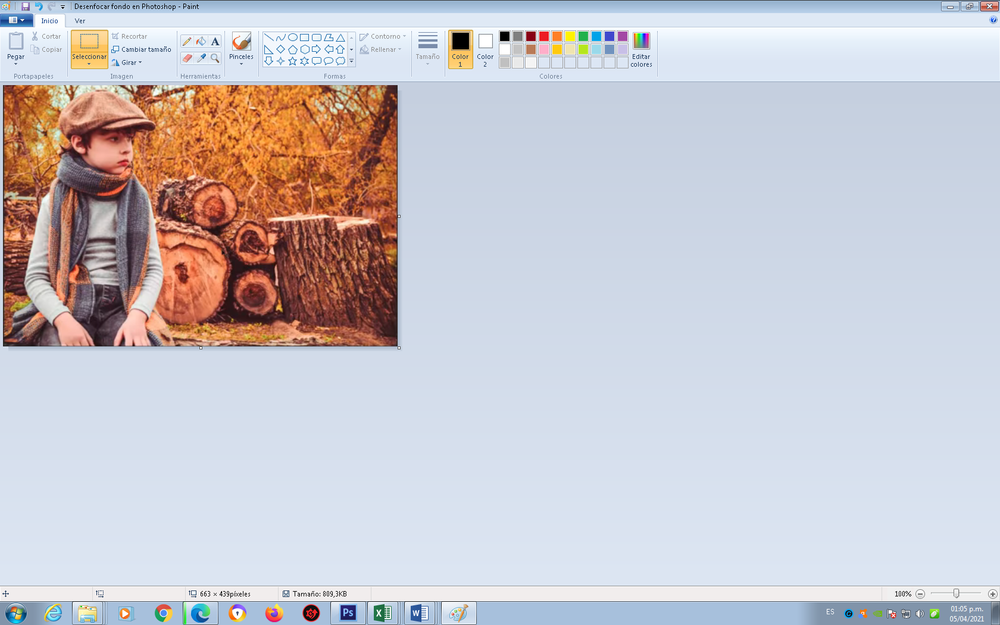 Desenfocar fondo en Photoshop - Paint
Inicio
Ver
Pegar
Cortar
Copiar
Portapapeles
Seleccionar
Recortar
Cambiar tamaño
Girar
Imagen
A
Herramientas
Pinceles
Contorno
Rellenar
Formas
Tamaño
Color
1
Color
2
Editar
colores
Colores
663 × 439píxeles
Tamaño: 809,3KB
100%
Ps
X
W
ES
01:05 p.m.
05/04/2021